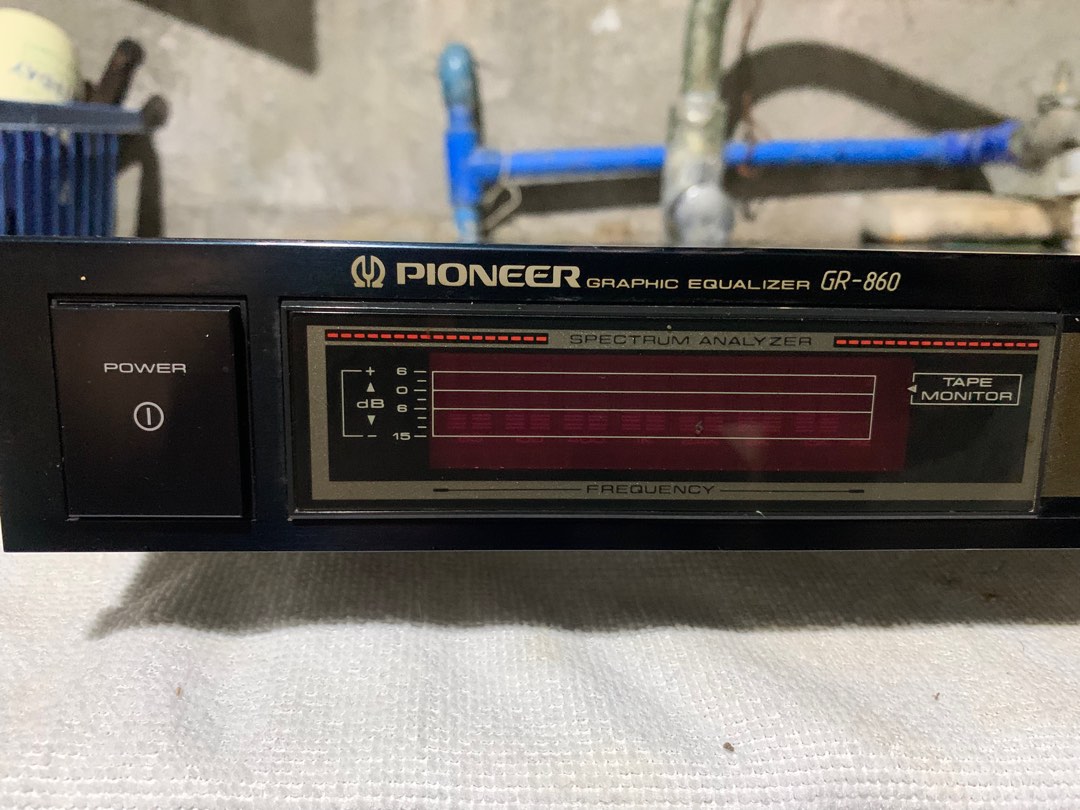 PIONEER GRAPHIC EQUALIZER GR-860
POWER
SPECTRUM ANALYZER
+ 6
0
dB
6
- 15
TAPE
MONITOR
FREQUENCY